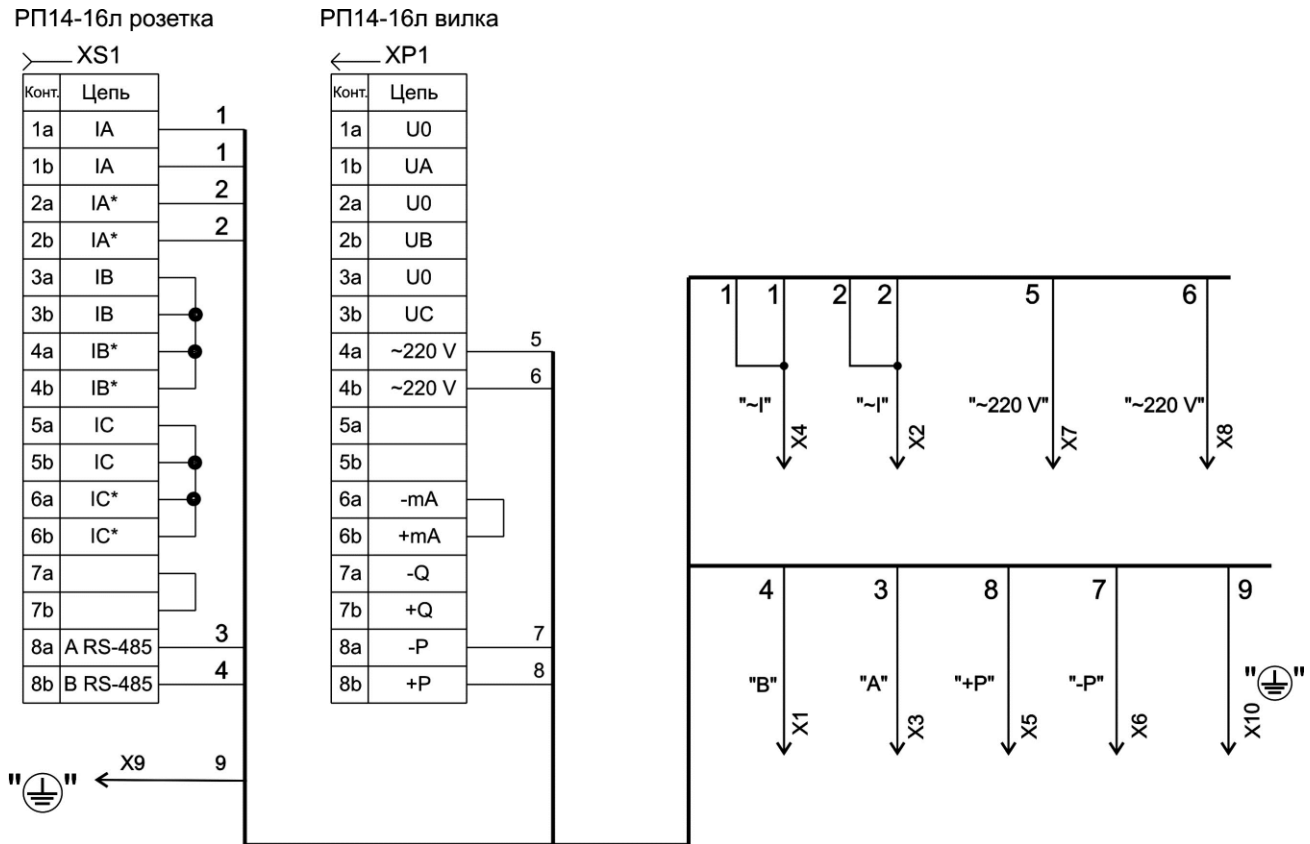 РП14-16л розетка
XS1
Конт. Цепь
1a IA 1
1b IA 1
2a IA* 2
2b IA* 2
3a IB
3b IB
4a IB*
4b IB*
5a IC
5b IC
6a IC*
6b IC*
7a
7b
8a A RS-485 3
8b B RS-485 4
" " X9 9
РП14-16л вилка
XP1
Конт. Цепь
1a U0
1b UA
2a U0
2b UB
3a U0
3b UC
4a ~220 V 5
4b ~220 V 6
5a
5b
6a -mA
6b +mA
7a -Q
7b +Q
8a -P 7
8b +P 8
1 1 2 2 5 6
"~I" "~I" "~220 V" "~220 V"
X4 X2 X7 X8
4 3 8 7 9
"B" "A" "+P" "-P" " "
X1 X3 X5 X6 X10